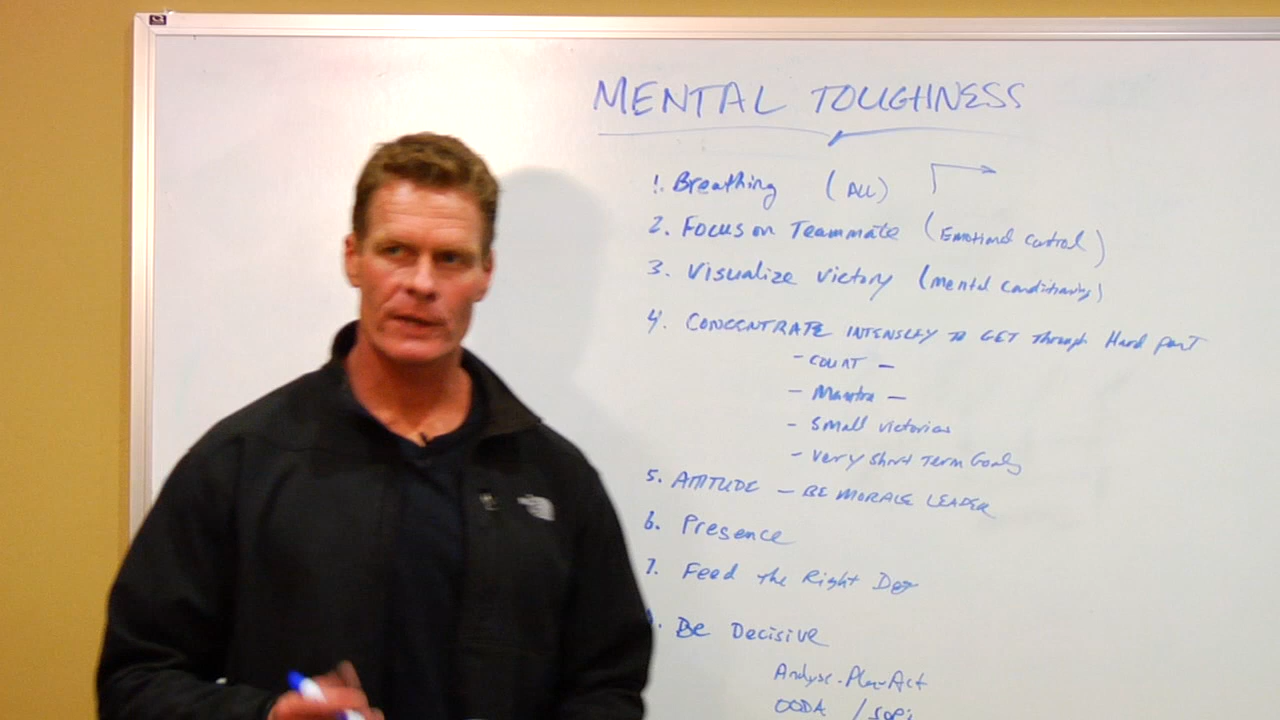 MENTAL TOUGHNESS
1. Breathing (ALL)
2. Focus on Teammate (Emotional control)
3. Visualize victory (Mental conditioning)
4. CONCENTRATE INTENSLEY TO GET Through Hard part
- COUNT -
- Mantra -
- Small victories
- very short Term Goals
5. ATTITUDE - BE MORALE LEADER
6. Presence
7. Feed the Right Dog
. Be Decisive
Analyse-Plan-Act
OODA / SOPs